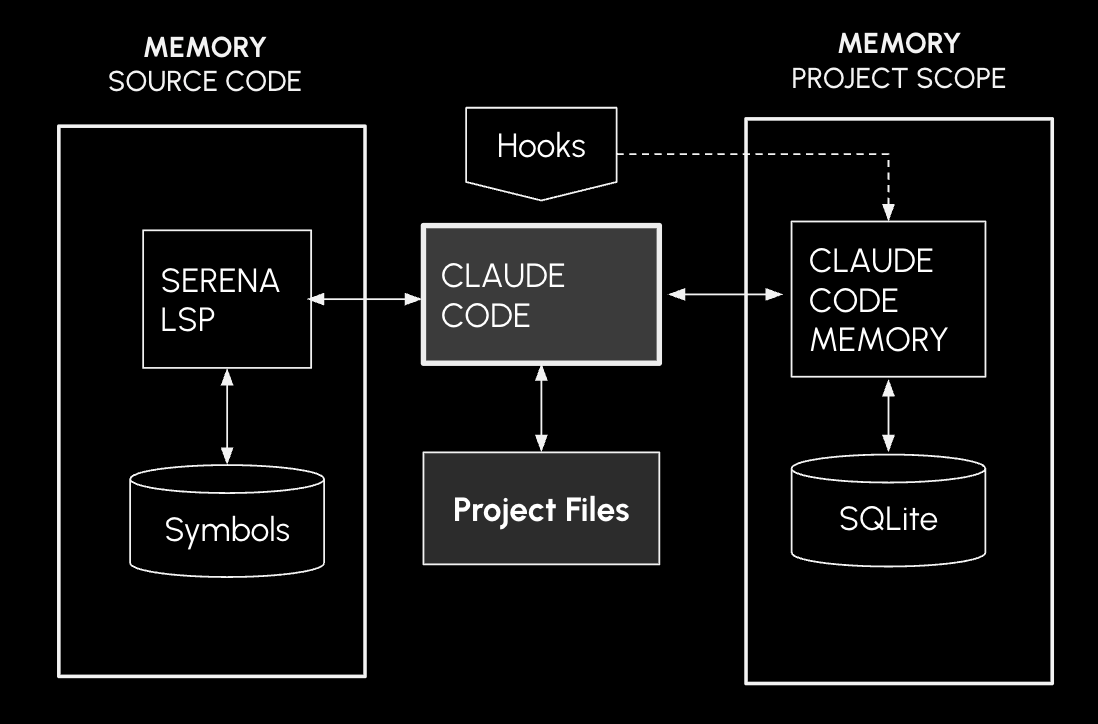 MEMORY
SOURCE CODE
MEMORY
PROJECT SCOPE
Hooks
SERENA
LSP
CLAUDE
CODE
CLAUDE
CODE
MEMORY
Symbols
Project Files
SQLite